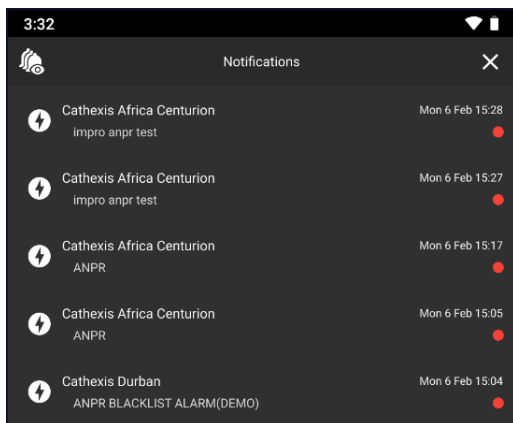 3:32
Notifications
Cathexis Africa Centurion Mon 6 Feb 15:28
impro anpr test
Cathexis Africa Centurion Mon 6 Feb 15:27
impro anpr test
Cathexis Africa Centurion Mon 6 Feb 15:17
ANPR
Cathexis Africa Centurion Mon 6 Feb 15:05
ANPR
Cathexis Durban Mon 6 Feb 15:04
ANPR BLACKLIST ALARM(DEMO)